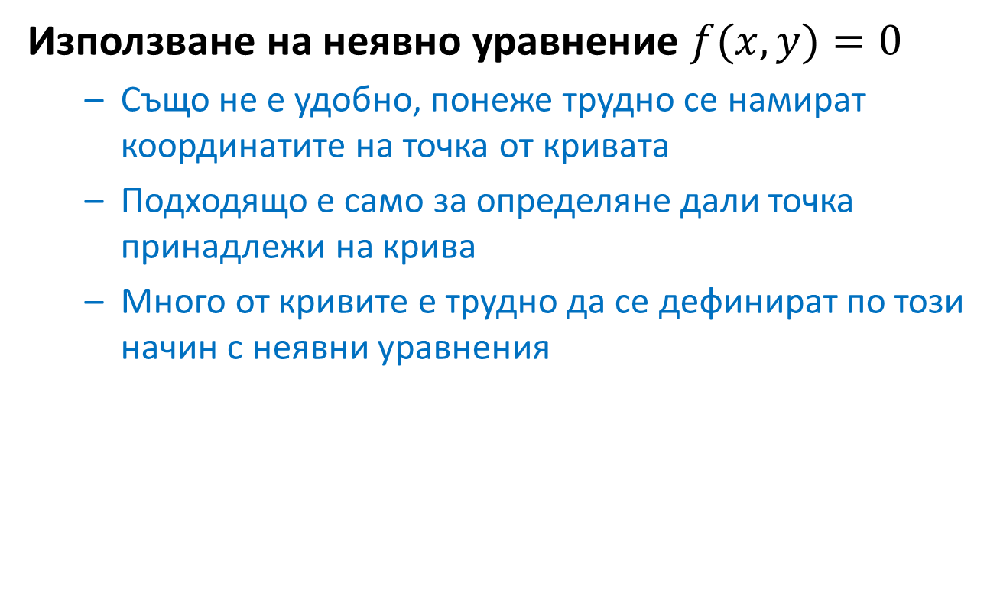 Използване на неявно уравнение f(x, y) = 0
– Също не е удобно, понеже трудно се намират
координатите на точка от кривата
– Подходящо е само за определяне дали точка
принадлежи на крива
– Много от кривите е трудно да се дефинират по този
начин с неявни уравнения